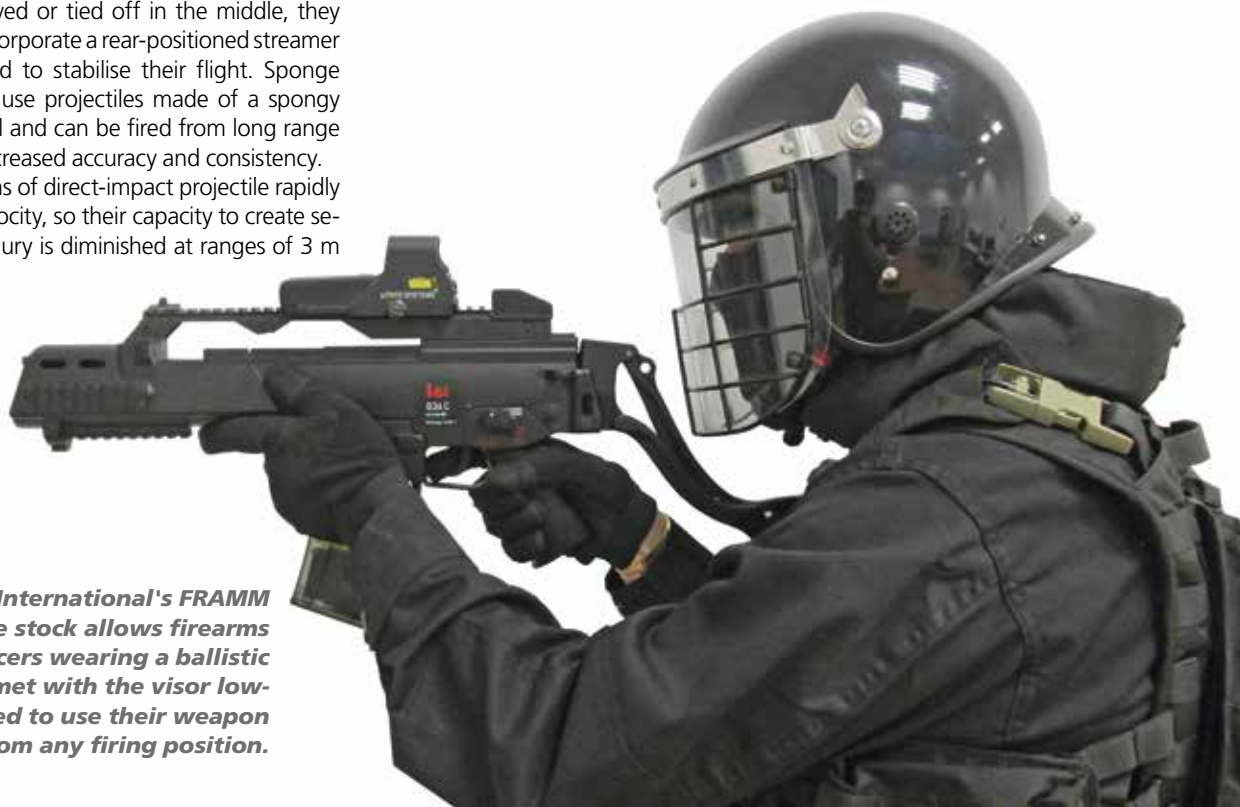 ved or tied off in the middle, they
corporate a rear-positioned streamer
d to stabilise their flight. Sponge
use projectiles made of a spongy
l and can be fired from long range
creased accuracy and consistency.
ns of direct-impact projectile rapidly
ocity, so their capacity to create se-
ury is diminished at ranges of 3 m
G36 C
International's FRAMM
e stock allows firearms
cers wearing a ballistic
met with the visor low-
ed to use their weapon
om any firing position.